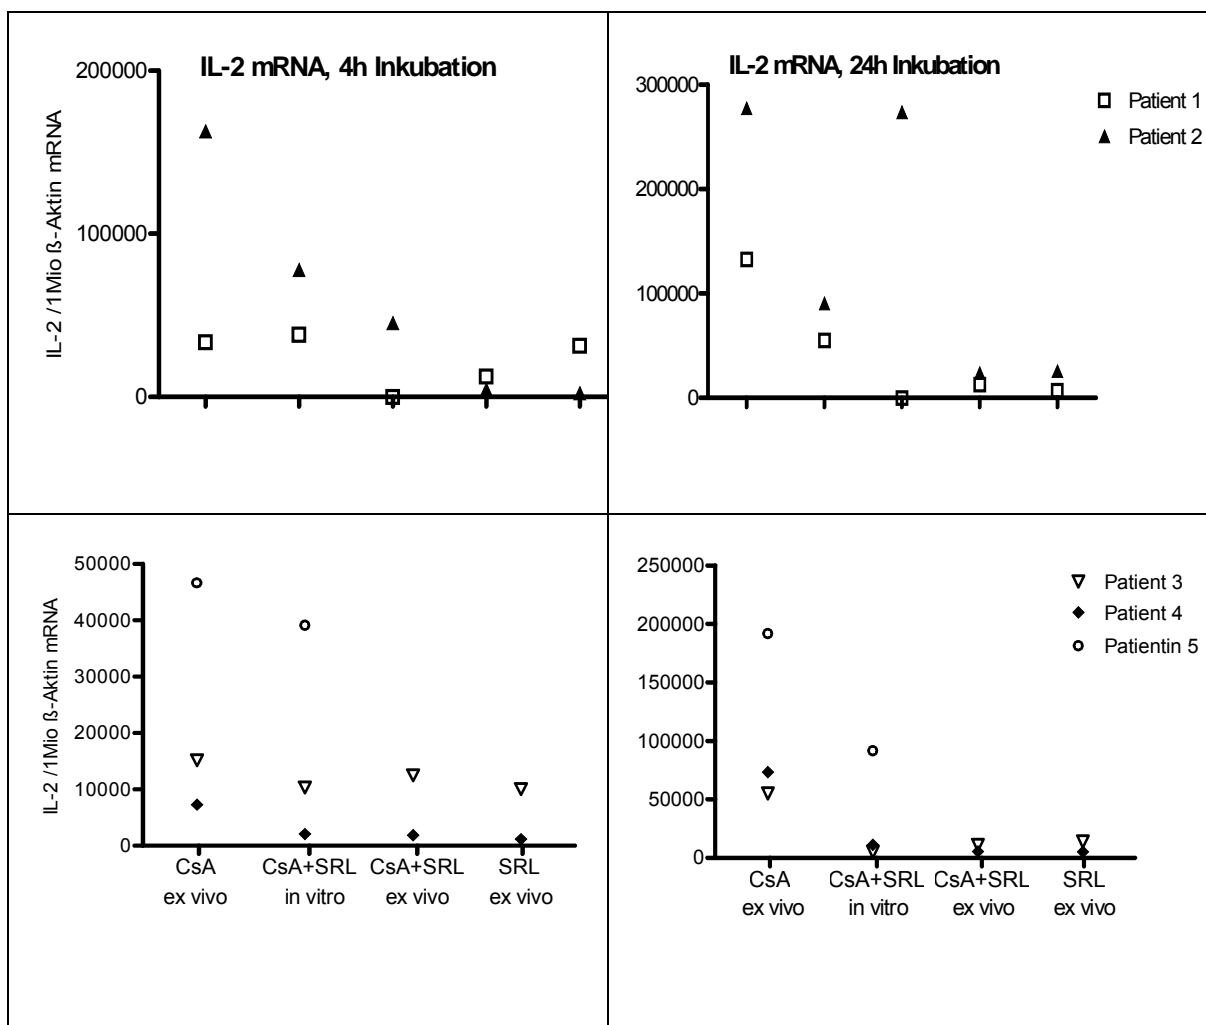 IL-2 mRNA, 4h Inkubation
200000
100000
0
IL-2 /1Mio ß-Aktin mRNA
IL-2 mRNA, 24h Inkubation
300000
200000
100000
0
Patient 1
Patient 2
50000
40000
30000
20000
10000
0
IL-2 /1Mio ß-Aktin mRNA
CsA CsA+SRL CsA+SRL SRL
ex vivo in vitro ex vivo ex vivo
250000
200000
150000
100000
50000
0
Patient 3
Patient 4
Patientin 5
CsA CsA+SRL CsA+SRL SRL
ex vivo in vitro ex vivo ex vivo